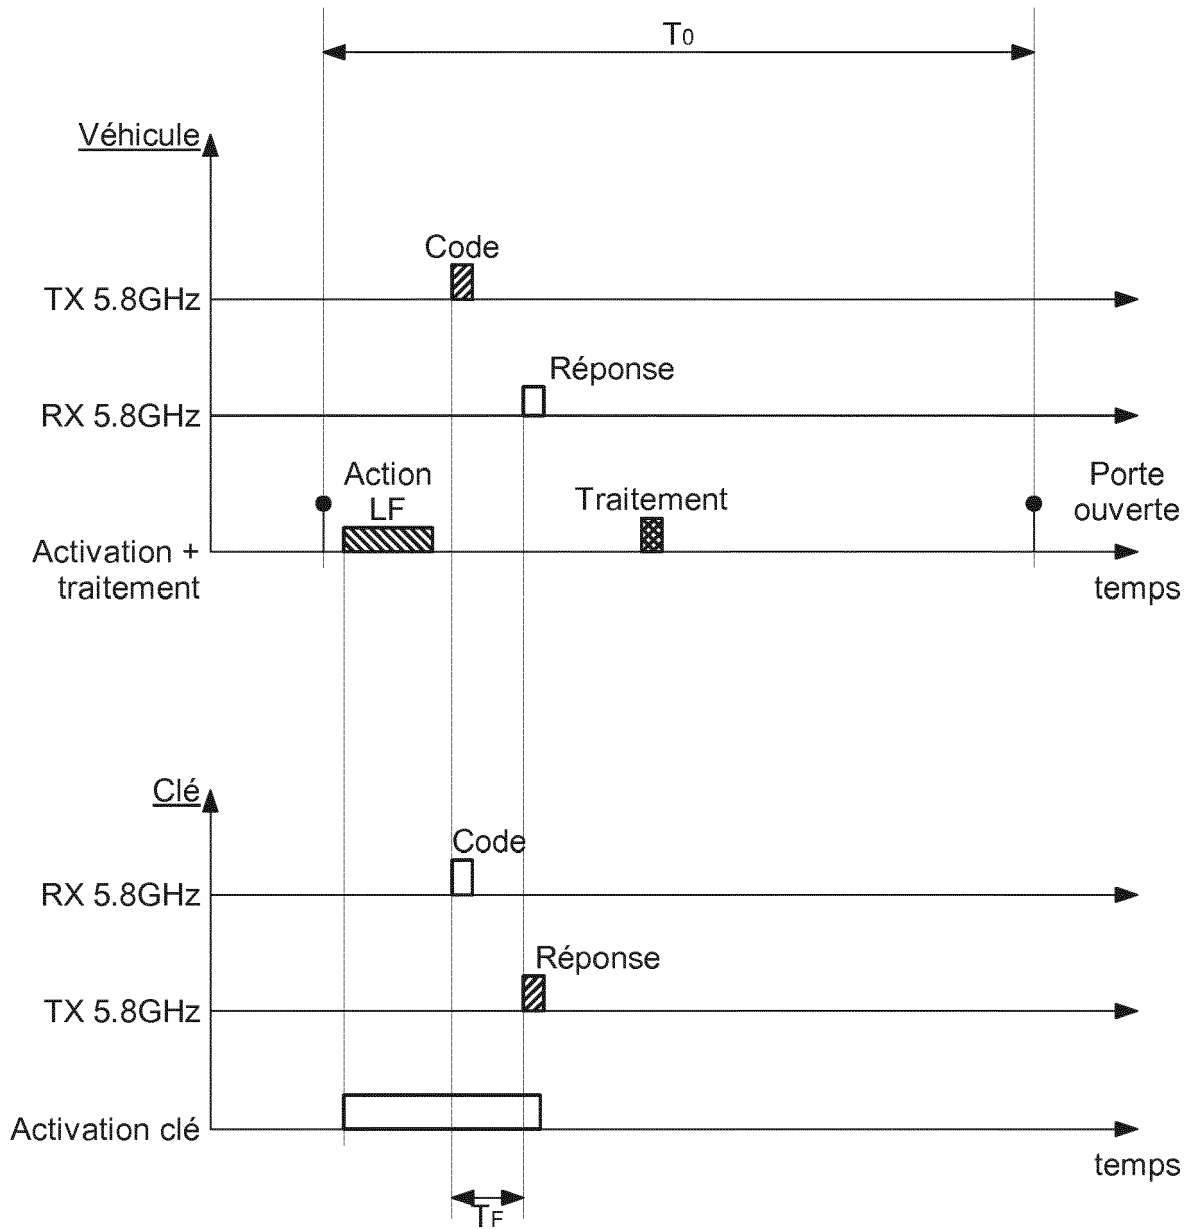 T0
Véhicule
Code
TX 5.8GHz
Réponse
RX 5.8GHz
Action
LF
Traitement
Porte
ouverte
Activation +
traitement
temps
Clé
Code
RX 5.8GHz
Réponse
TX 5.8GHz
Activation clé
temps
TF